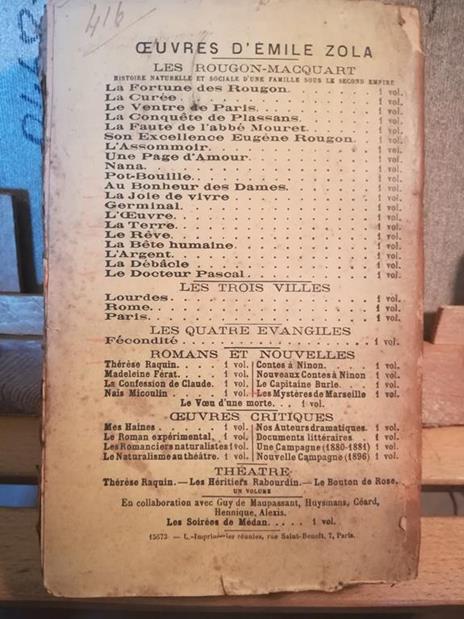 416
ŒUVRES D'ÉMILE ZOLA
LES ROUGON-MACQUART
HISTOIRE NATURELLE ET SOCIALE D'UNE FAMILLE SOUS LE SECOND EMPIRE
La Fortune des Rougon. 1 vol.
La Curée. 1 vol.
Le Ventre de Paris. 1 vol.
La Conquête de Plassans. 1 vol.
La Faute de l'abbé Mouret. 1 vol.
Son Excellence Eugène Rougon. 1 vol.
L'Assommoir. 1 vol.
Une Page d'Amour. 1 vol.
Nana. 1 vol.
Pot-Bouille. 1 vol.
Au Bonheur des Dames. 1 vol.
La Joie de vivre 1 vol.
Germinal. 1 vol.
L'Œuvre. 1 vol.
La Terre. 1 vol.
Le Rêve. 1 vol.
La Bête humaine. 1 vol.
L'Argent. 1 vol.
La Débâcle 1 vol.
Le Docteur Pascal 1 vol.
LES TROIS VILLES
Lourdes. 1 vol.
Rome. 1 vol.
Paris. 1 vol.
LES QUATRE EVANGILES
Fécondité 1 vol.
ROMANS ET NOUVELLES
Thérèse Raquin. 1 vol. Contes à Ninon. 1 vol.
Madeleine Férat. 1 vol. Nouveaux Contes à Ninon 1 vol.
La Confession de Claude. 1 vol. Le Capitaine Burle. 1 vol.
Naïs Micoulin 1 vol. Les Mystères de Marseille 1 vol.
Le Vœu d'une morte. 1 vol.
ŒUVRES CRITIQUES
Mes Haines. 1 vol. Nos Auteurs dramatiques. 1 vol.
Le Roman expérimental. 1 vol. Documents littéraires. 1 vol.
Les Romanciers naturalistes 1 vol. Une Campagne (1880-1881) 1 vol.
Le Naturalisme au théâtre. 1 vol. Nouvelle Campagne (1896) 1 vol.
THÉATRE
Thérèse Raquin. — Les Héritiers Rabourdin. — Le Bouton de Rose.
UN VOLUME
En collaboration avec Guy de Maupassant, Huysmans, Céard,
Hennique, Alexis.
Les Soirées de Médan. 1 vol.
15673 — L.-Imprimeries réunies, rue Saint-Benoît, 7, Paris.